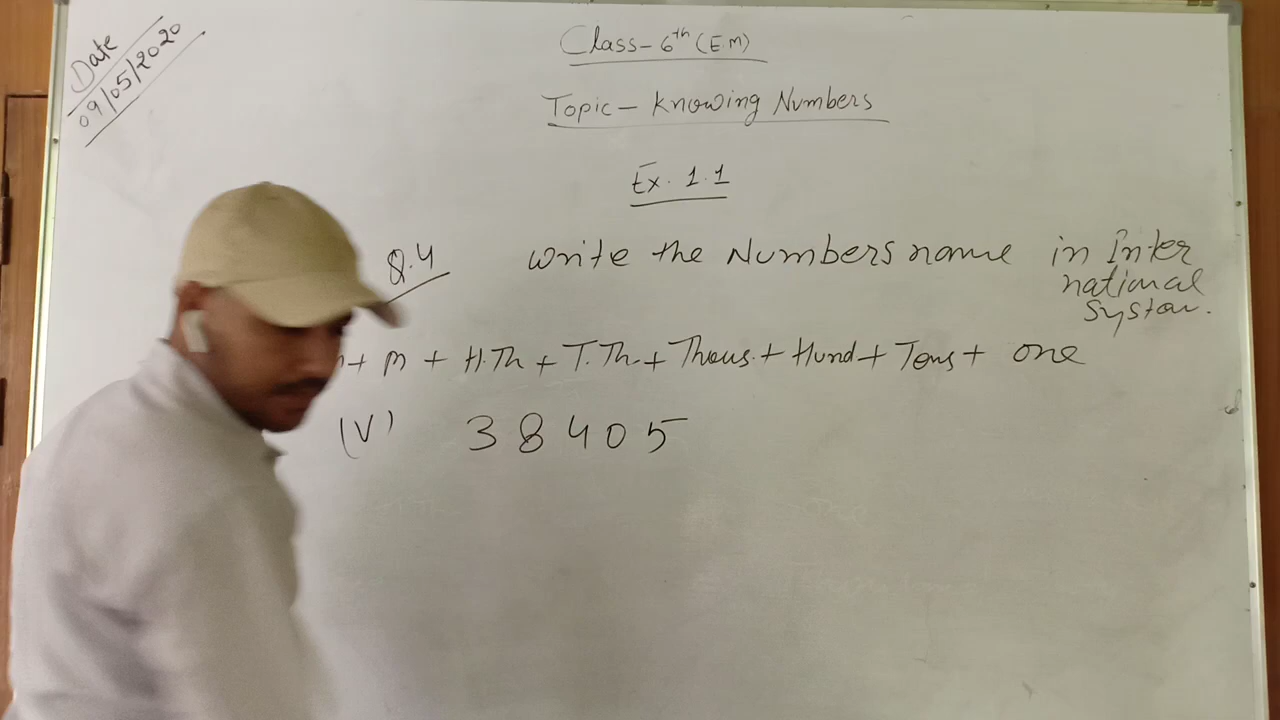 Date
09/05/2020
Class - 6th (E.M)
Topic - Knowing Numbers
Ex. 1.1
Q.4 Write the Numbers name in Inter
national
System.
+ M + H.Th + T.Th. + Thous. + Hund + Tens + one
(V) 38405